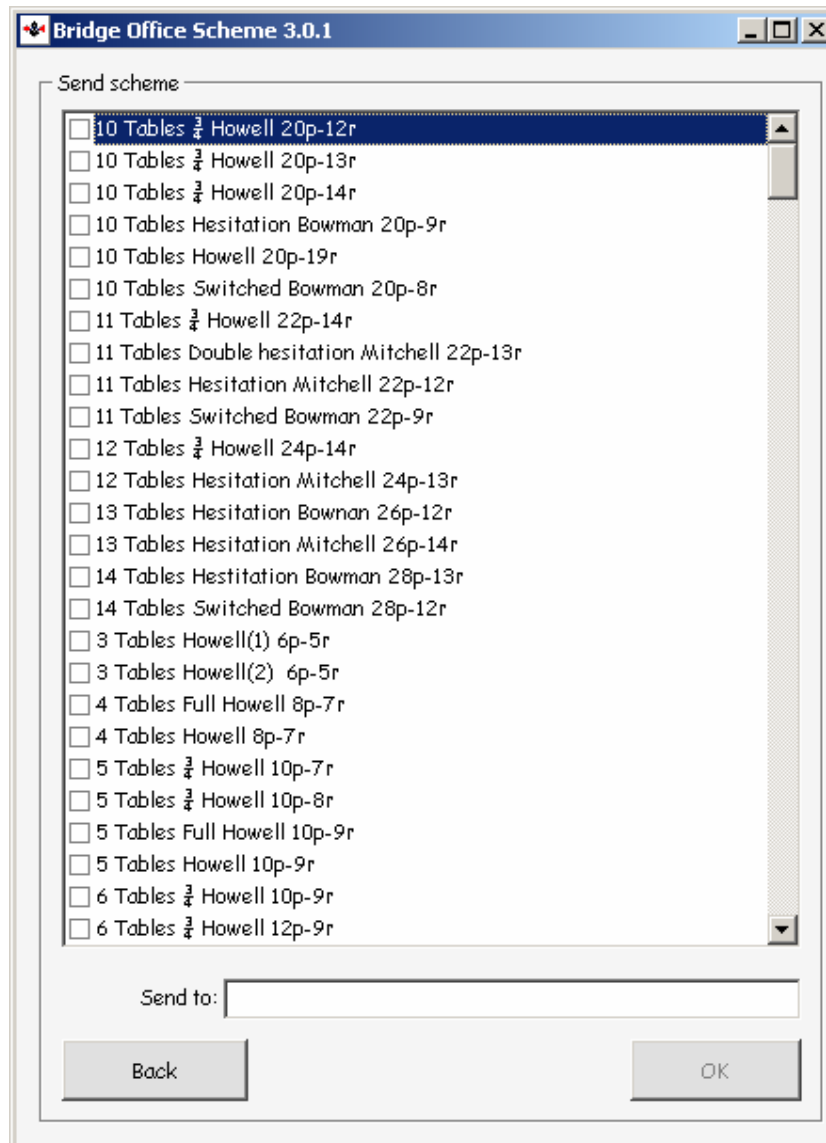 Bridge Office Scheme 3.0.1
Send scheme
10 Tables ¾ Howell 20p-12r
10 Tables ¾ Howell 20p-13r
10 Tables ¾ Howell 20p-14r
10 Tables Hesitation Bowman 20p-9r
10 Tables Howell 20p-19r
10 Tables Switched Bowman 20p-8r
11 Tables ¾ Howell 22p-14r
11 Tables Double hesitation Mitchell 22p-13r
11 Tables Hesitation Mitchell 22p-12r
11 Tables Switched Bowman 22p-9r
12 Tables ¾ Howell 24p-14r
12 Tables Hesitation Mitchell 24p-13r
13 Tables Hesitation Bownan 26p-12r
13 Tables Hesitation Mitchell 26p-14r
14 Tables Hestitation Bowman 28p-13r
14 Tables Switched Bowman 28p-12r
3 Tables Howell(1) 6p-5r
3 Tables Howell(2)  6p-5r
4 Tables Full Howell 8p-7r
4 Tables Howell 8p-7r
5 Tables ¾ Howell 10p-7r
5 Tables ¾ Howell 10p-8r
5 Tables Full Howell 10p-9r
5 Tables Howell 10p-9r
6 Tables ¾ Howell 10p-9r
6 Tables ¾ Howell 12p-9r
Send to:
Back
OK